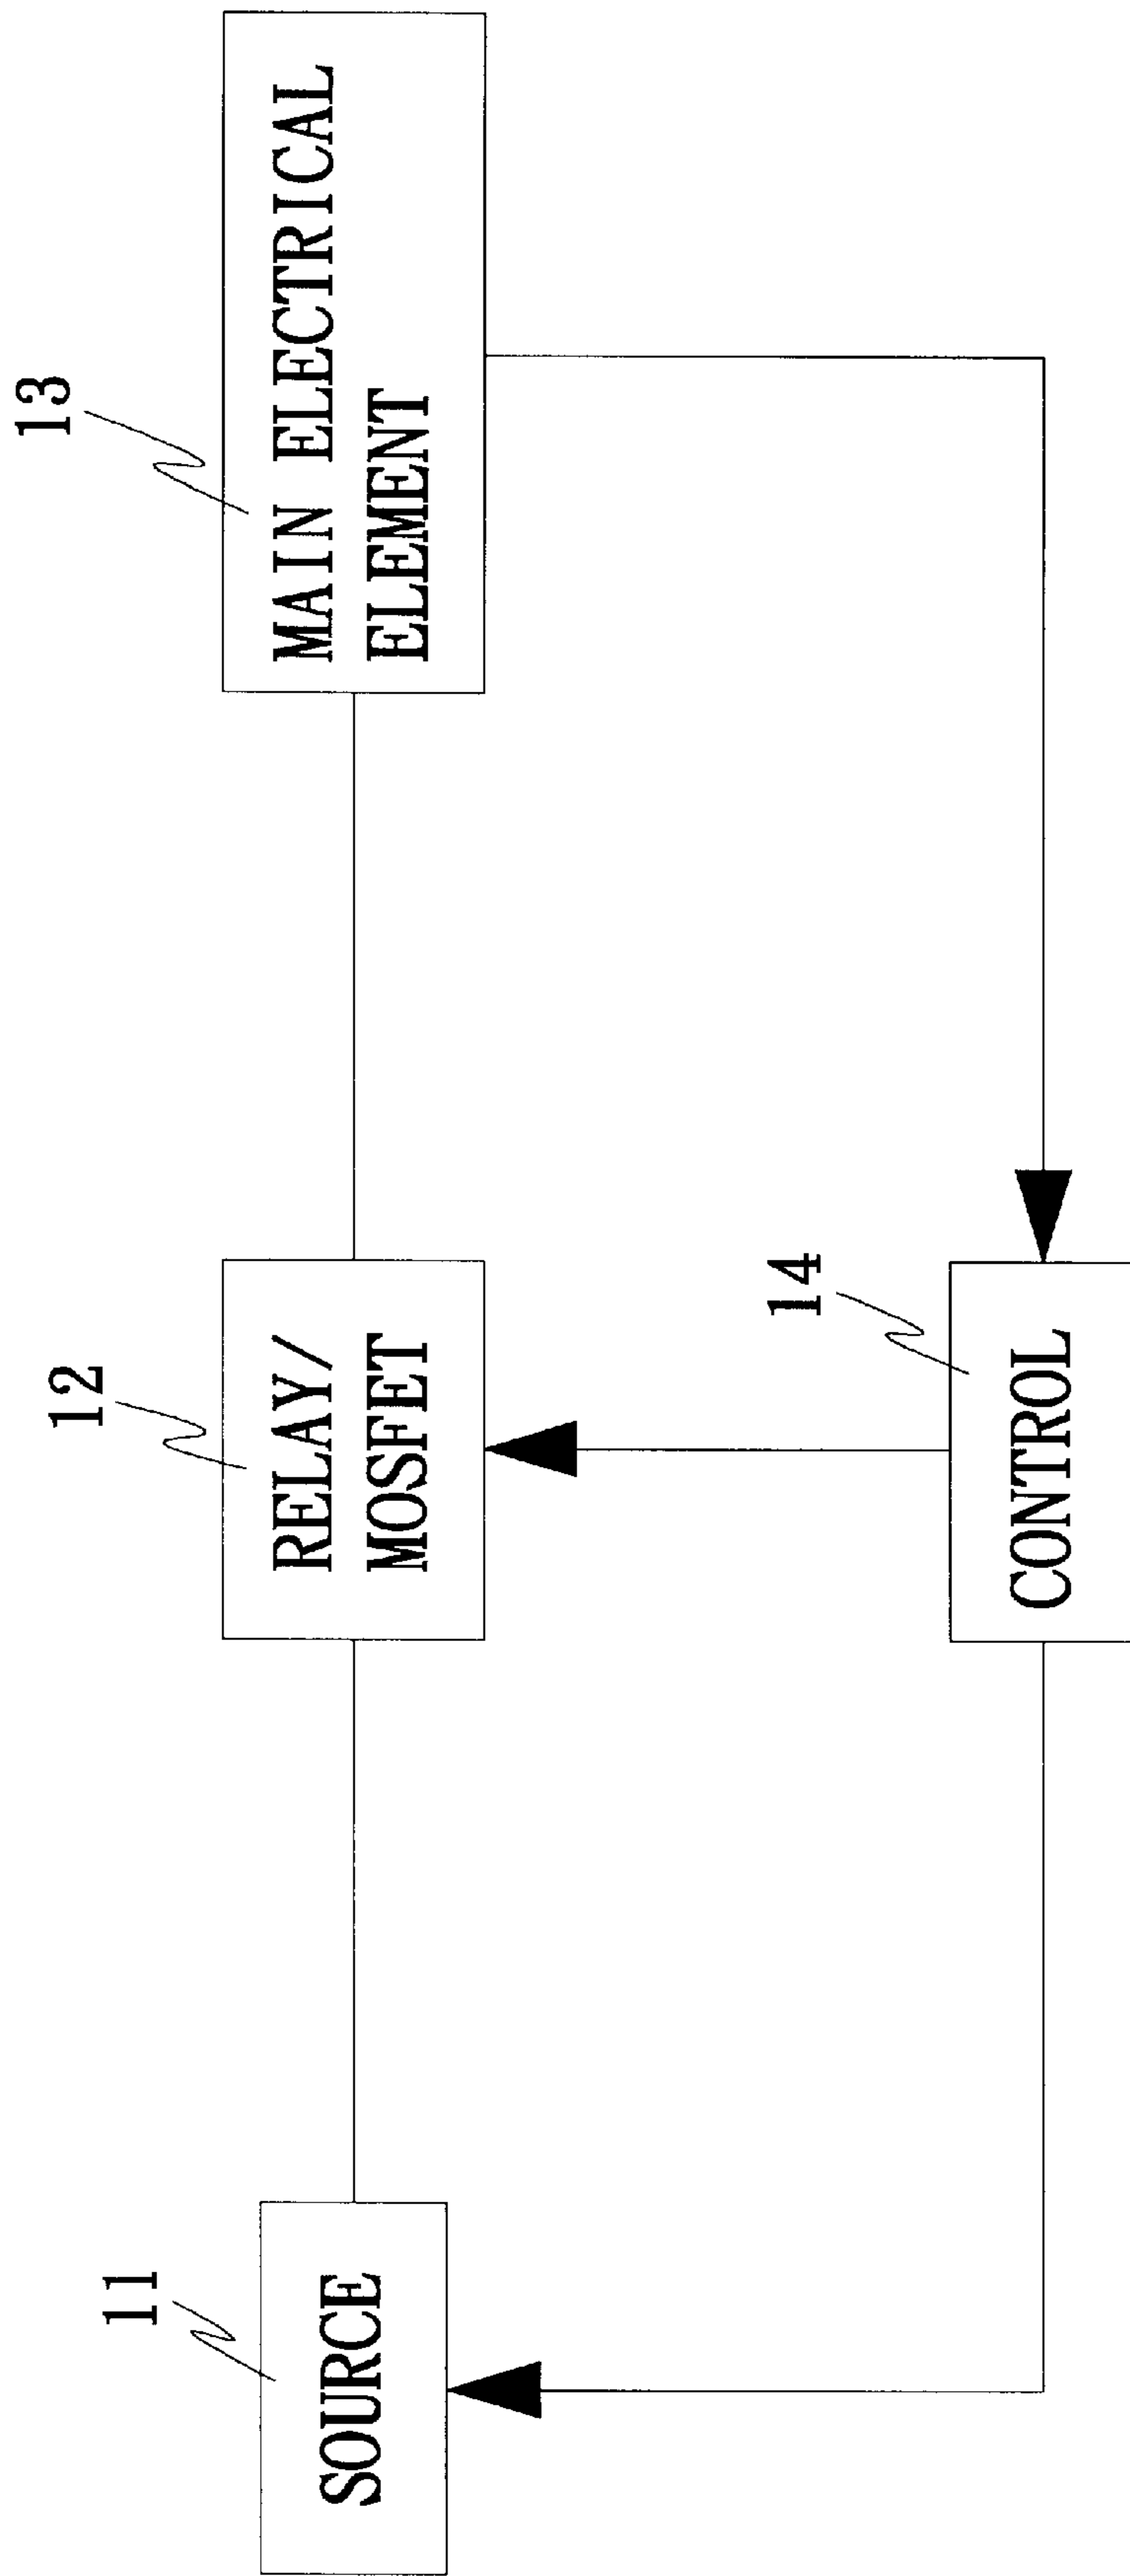 11
SOURCE
12
RELAY/
MOSFET
13
MAIN ELECTRICAL
ELEMENT
14
CONTROL